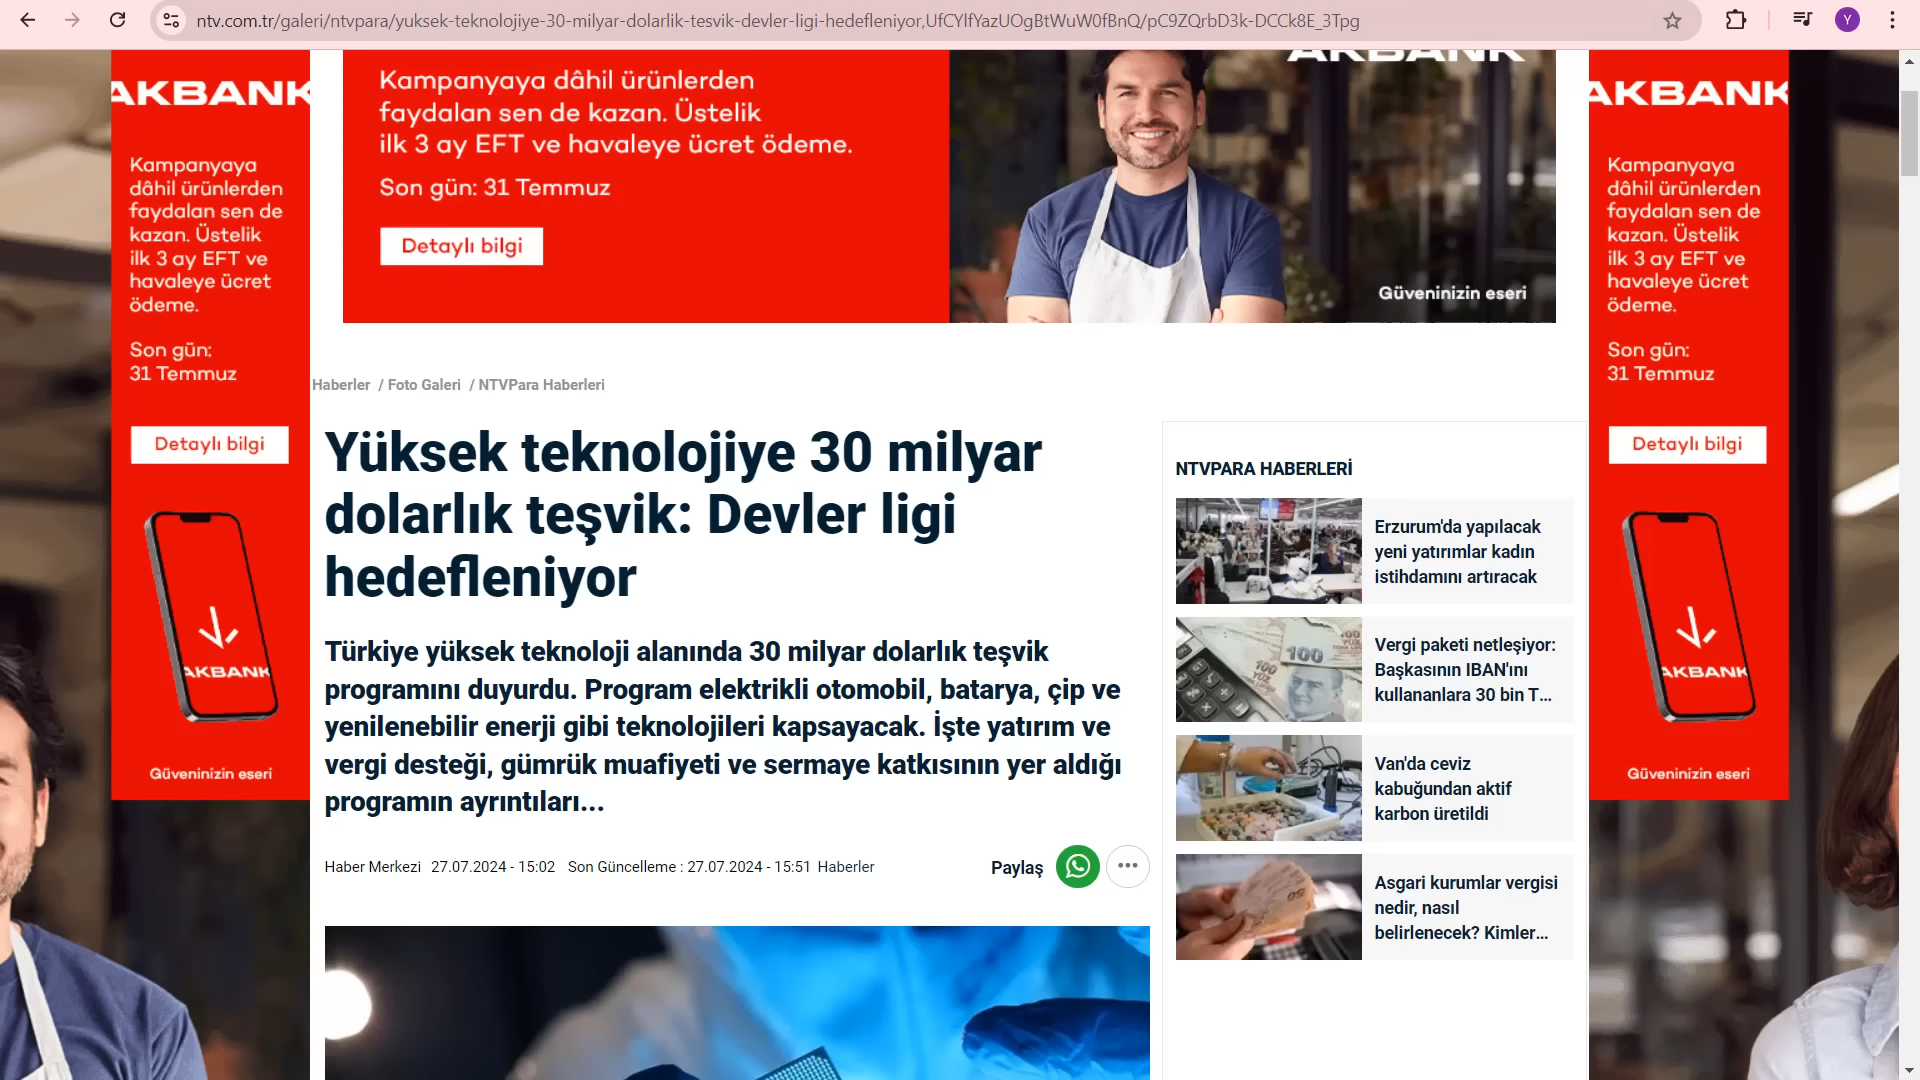 ntv.com.tr/galeri/ntvpara/yuksek-teknolojiye-30-milyar-dolarlik-tesvik-devler-ligi-hedefleniyor,UfCYlfYazUOgBtWuW0fBnQ/pC9ZQrbD3k-DCCk8E_3Tpg
Y
AKBANK
Kampanyaya
dâhil ürünlerden
faydalan sen de
kazan. Üstelik
ilk 3 ay EFT ve
havaleye ücret
ödeme.
Son gün:
31 Temmuz
Detaylı bilgi
AKBANK
Güveninizin eseri
AKBANK
Kampanyaya dâhil ürünlerden
faydalan sen de kazan. Üstelik
ilk 3 ay EFT ve havaleye ücret ödeme.
Son gün: 31 Temmuz
Detaylı bilgi
Güveninizin eseri
Haberler / Foto Galeri / NTVPara Haberleri
Yüksek teknolojiye 30 milyar
dolarlık teşvik: Devler ligi
hedefleniyor
Türkiye yüksek teknoloji alanında 30 milyar dolarlık teşvik
programını duyurdu. Program elektrikli otomobil, batarya, çip ve
yenilenebilir enerji gibi teknolojileri kapsayacak. İşte yatırım ve
vergi desteği, gümrük muafiyeti ve sermaye katkısının yer aldığı
programın ayrıntıları...
Haber Merkezi 27.07.2024 - 15:02 Son Güncelleme : 27.07.2024 - 15:51 Haberler
Paylaş
NTVPARA HABERLERİ
Erzurum'da yapılacak
yeni yatırımlar kadın
istihdamını artıracak
100
100
YÜZ
Vergi paketi netleşiyor:
Başkasının IBAN'ını
kullananlara 30 bin T...
Van'da ceviz
kabuğundan aktif
karbon üretildi
50
Asgari kurumlar vergisi
nedir, nasıl
belirlenecek? Kimler...
AKBANK
Kampanyaya
dâhil ürünlerden
faydalan sen de
kazan. Üstelik
ilk 3 ay EFT ve
havaleye ücret
ödeme.
Son gün:
31 Temmuz
Detaylı bilgi
AKBANK
Güveninizin eseri